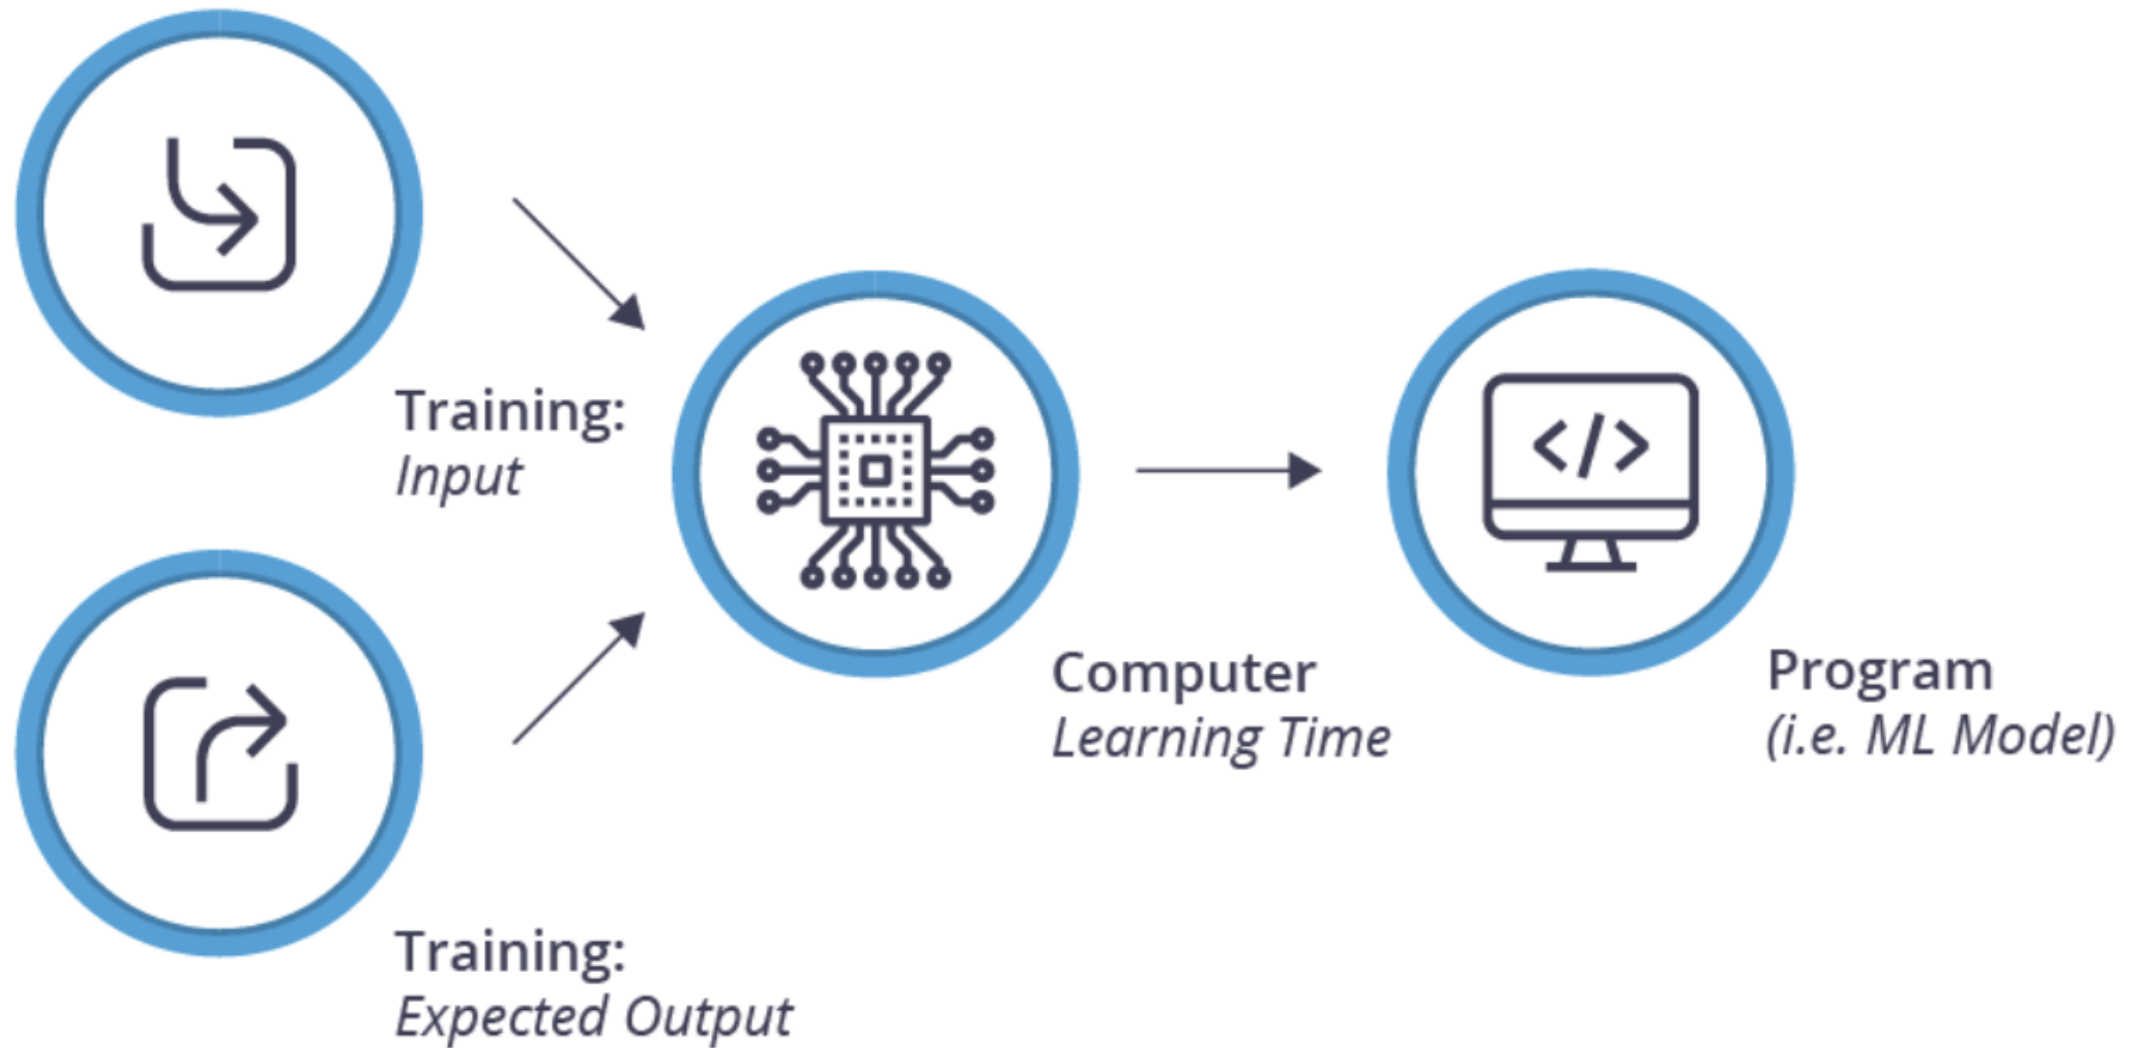 Training:
Input
Training:
Expected Output
Computer
Learning Time
</>
Program
(i.e. ML Model)